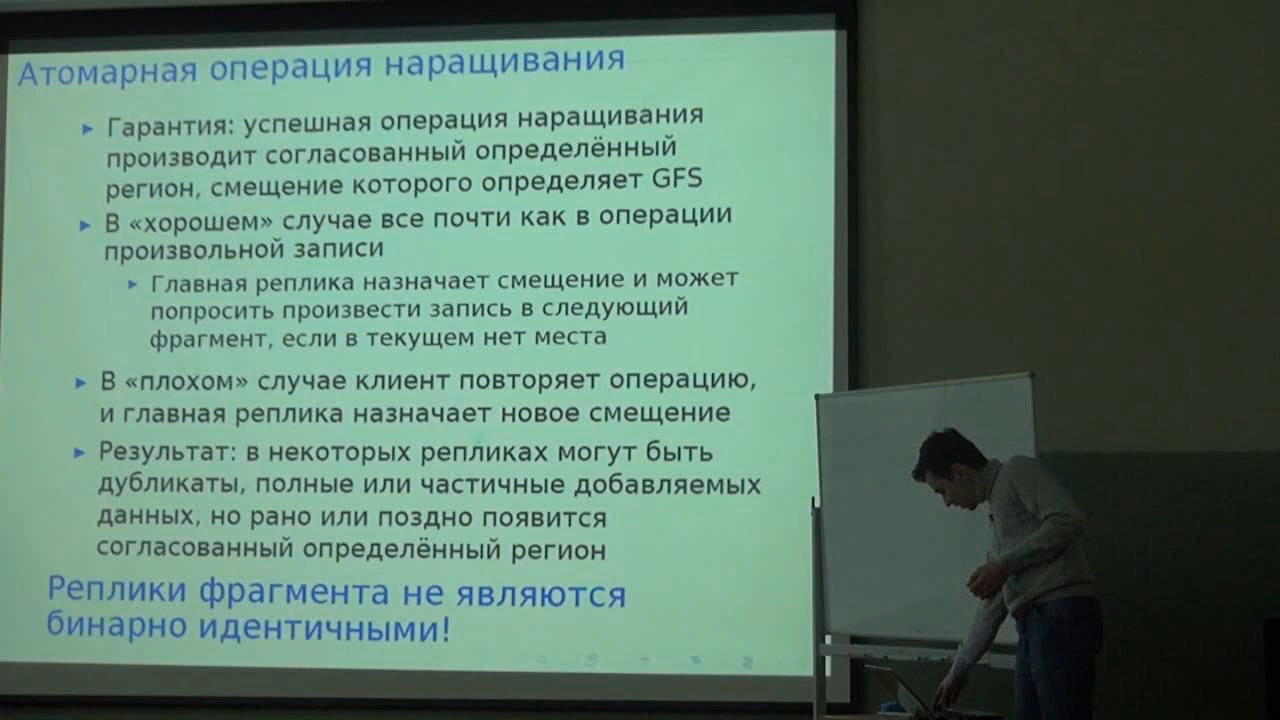 Атомарная операция наращивания
Гарантия: успешная операция наращивания
производит согласованный определённый
регион, смещение которого определяет GFS
В «хорошем» случае все почти как в операции
произвольной записи
Главная реплика назначает смещение и может
попросить произвести запись в следующий
фрагмент, если в текущем нет места
В «плохом» случае клиент повторяет операцию,
и главная реплика назначает новое смещение
Результат: в некоторых репликах могут быть
дубликаты, полные или частичные добавляемых
данных, но рано или поздно появится
согласованный определённый регион
Реплики фрагмента не являются
бинарно идентичными!